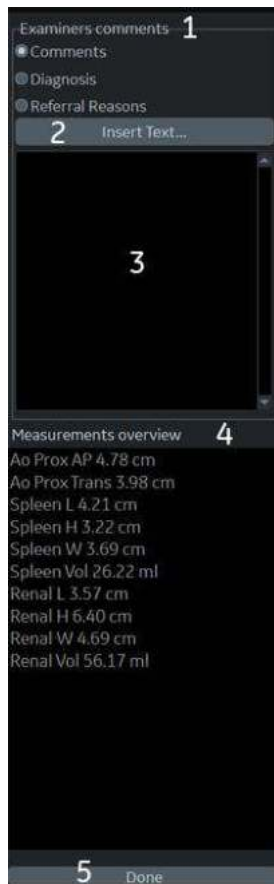 Examiners comments 1
Comments
Diagnosis
Referral Reasons
2 Insert Text...
3
Measurements overview 4
Ao Prox AP 4.78 cm
Ao Prox Trans 3.98 cm
Spleen L 4.21 cm
Spleen H 3.22 cm
Spleen W 3.69 cm
Spleen Vol 26.22 ml
Renal L 3.57 cm
Renal H 6.40 cm
Renal W 4.69 cm
Renal Vol 56.17 ml
5 Done